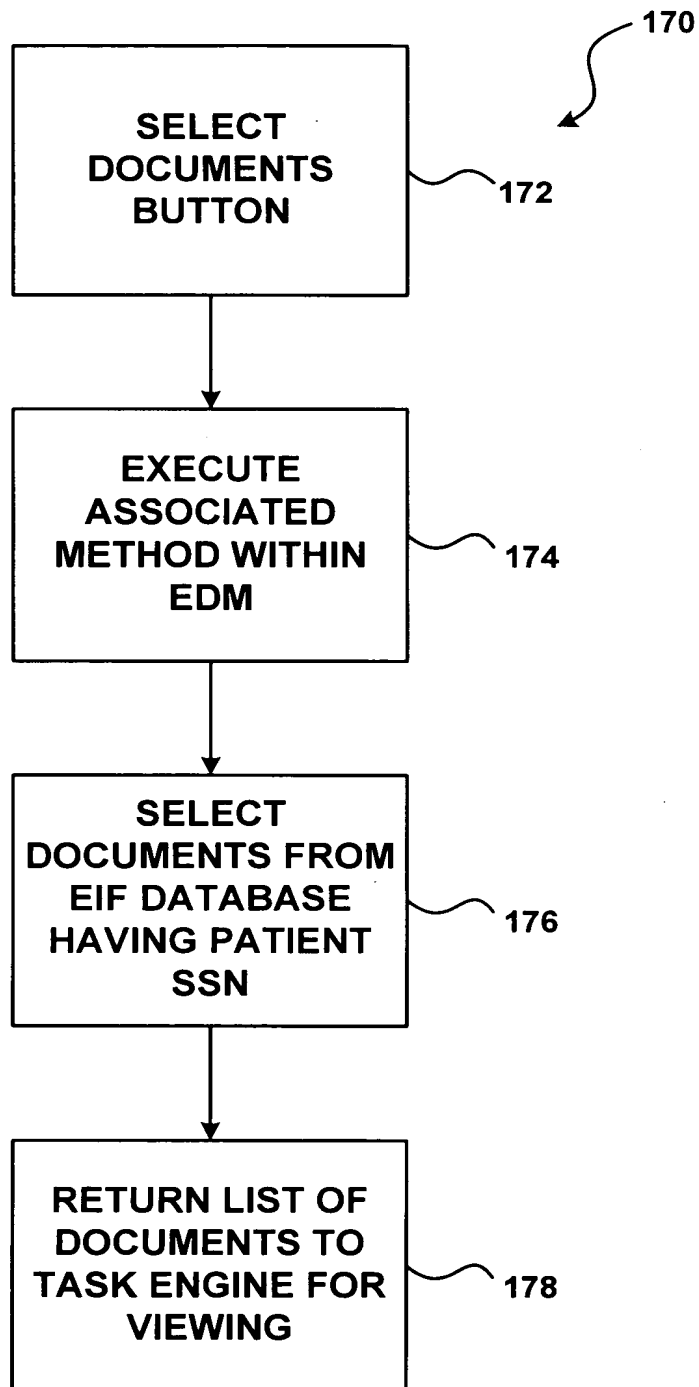 170
SELECT
DOCUMENTS
BUTTON
172
EXECUTE
ASSOCIATED
METHOD WITHIN
EDM
174
SELECT
DOCUMENTS FROM
EIF DATABASE
HAVING PATIENT
SSN
176
RETURN LIST OF
DOCUMENTS TO
TASK ENGINE FOR
VIEWING
178